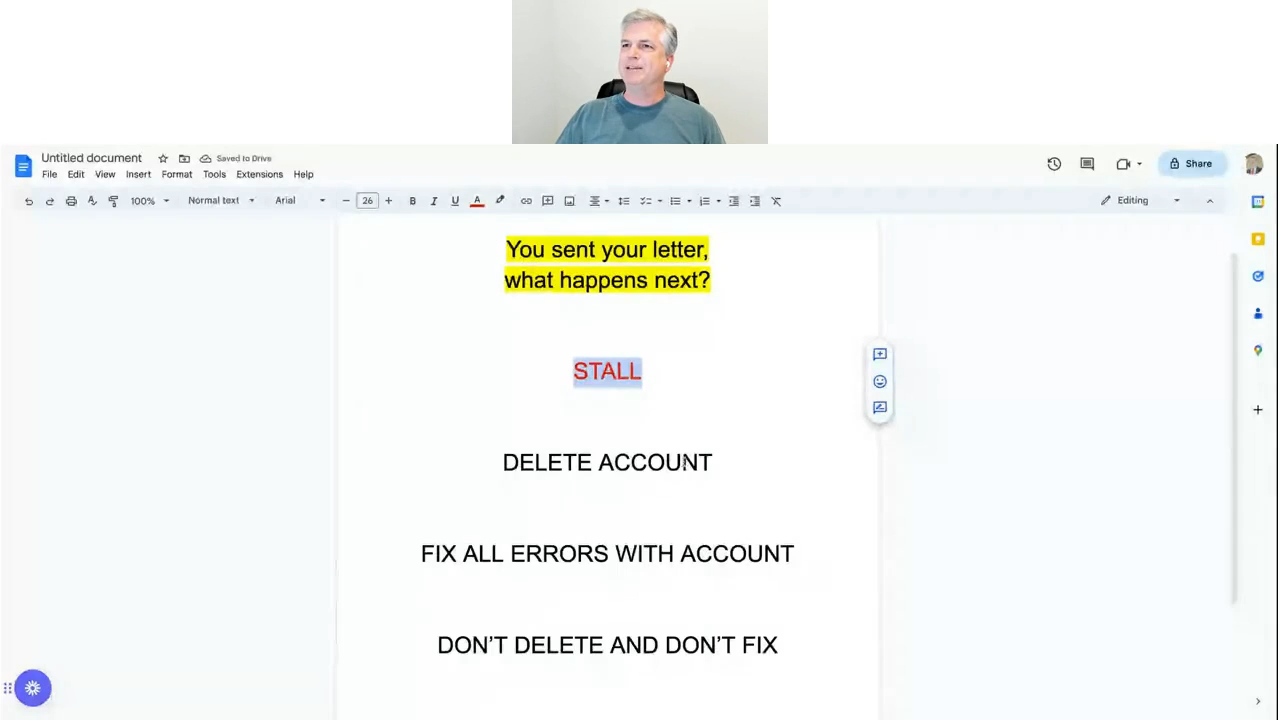 Untitled document
Saved to Drive
File Edit View Insert Format Tools Extensions Help
Share
100% Normal text Arial 26 B I U A Editing
You sent your letter,
what happens next?
STALL
DELETE ACCOUNT
FIX ALL ERRORS WITH ACCOUNT
DON’T DELETE AND DON’T FIX